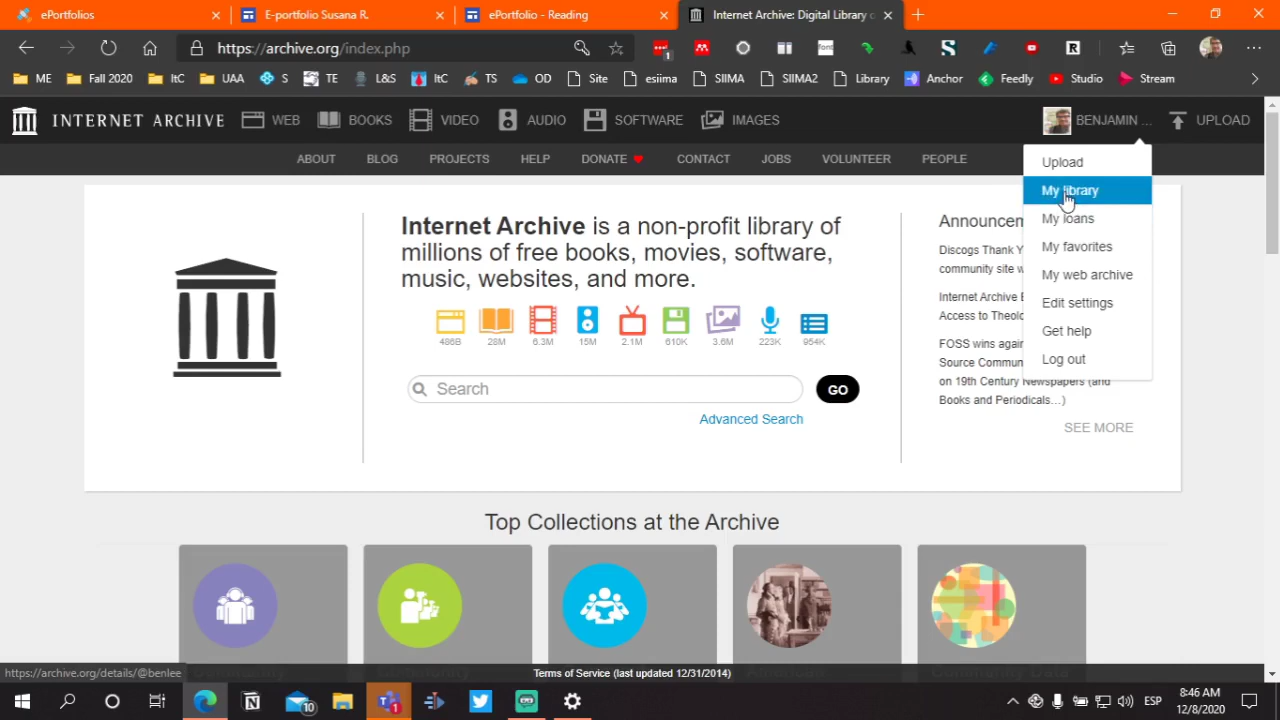 ePortfolios
E-portfolio Susana R.
ePortfolio - Reading
Internet Archive: Digital Library o
https://archive.org/index.php
ME
Fall 2020
ItC
UAA
S
TE
L&S
ItC
TS
OD
Site
esiima
SIIMA
SIIMA2
Library
Anchor
Feedly
Studio
Stream
INTERNET ARCHIVE
WEB
BOOKS
VIDEO
AUDIO
SOFTWARE
IMAGES
BENJAMIN ...
UPLOAD
ABOUT
BLOG
PROJECTS
HELP
DONATE
CONTACT
JOBS
VOLUNTEER
PEOPLE
Upload
My library
My loans
My favorites
My web archive
Edit settings
Get help
Log out
Internet Archive is a non-profit library of
millions of free books, movies, software,
music, websites, and more.
486B
28M
6.3M
15M
2.1M
610K
3.6M
223K
954K
Search
GO
Advanced Search
Announcem
Discogs Thank Y
community site w
Internet Archive
Access to Theolo
FOSS wins again
Source Commun
on 19th Century Newspapers (and
Books and Periodicals…)
SEE MORE
Top Collections at the Archive
https://archive.org/details/@benlee
Terms of Service (last updated 12/31/2014)
10
1
ESP
8:46 AM
12/8/2020